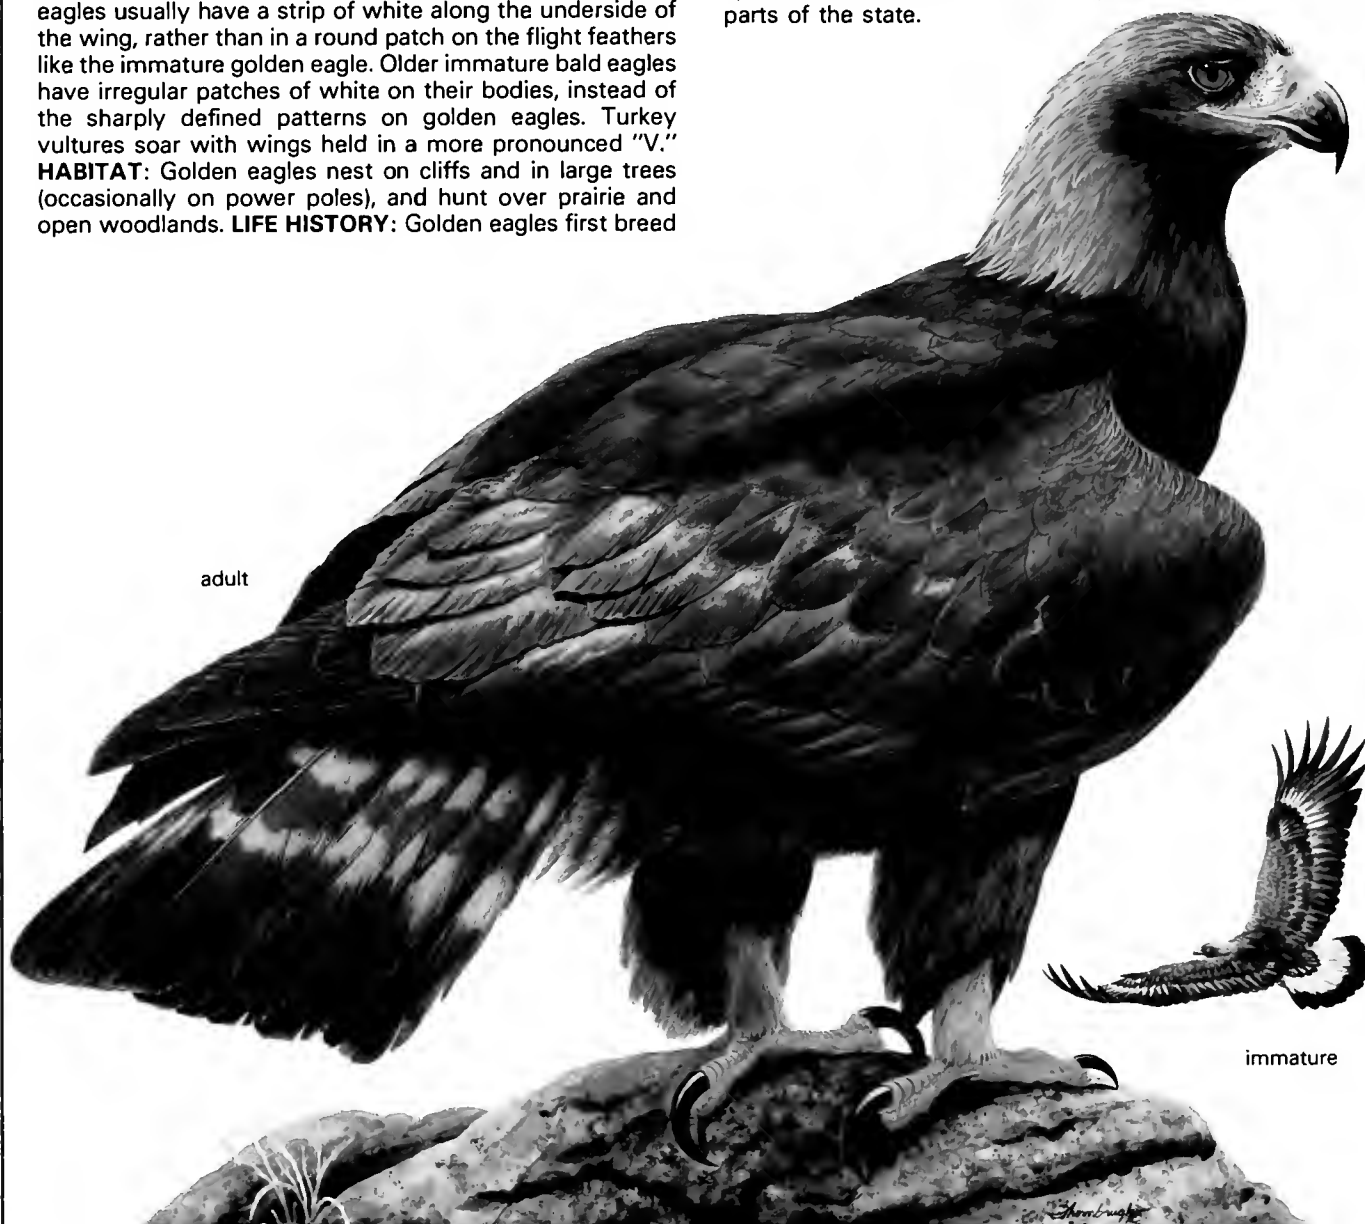 eagles usually have a strip of white along the underside of
the wing, rather than in a round patch on the flight feathers
like the immature golden eagle. Older immature bald eagles
have irregular patches of white on their bodies, instead of
the sharply defined patterns on golden eagles. Turkey
vultures soar with wings held in a more pronounced "V."
HABITAT: Golden eagles nest on cliffs and in large trees
(occasionally on power poles), and hunt over prairie and
open woodlands. LIFE HISTORY: Golden eagles first breed
parts of the state.
adult
immature